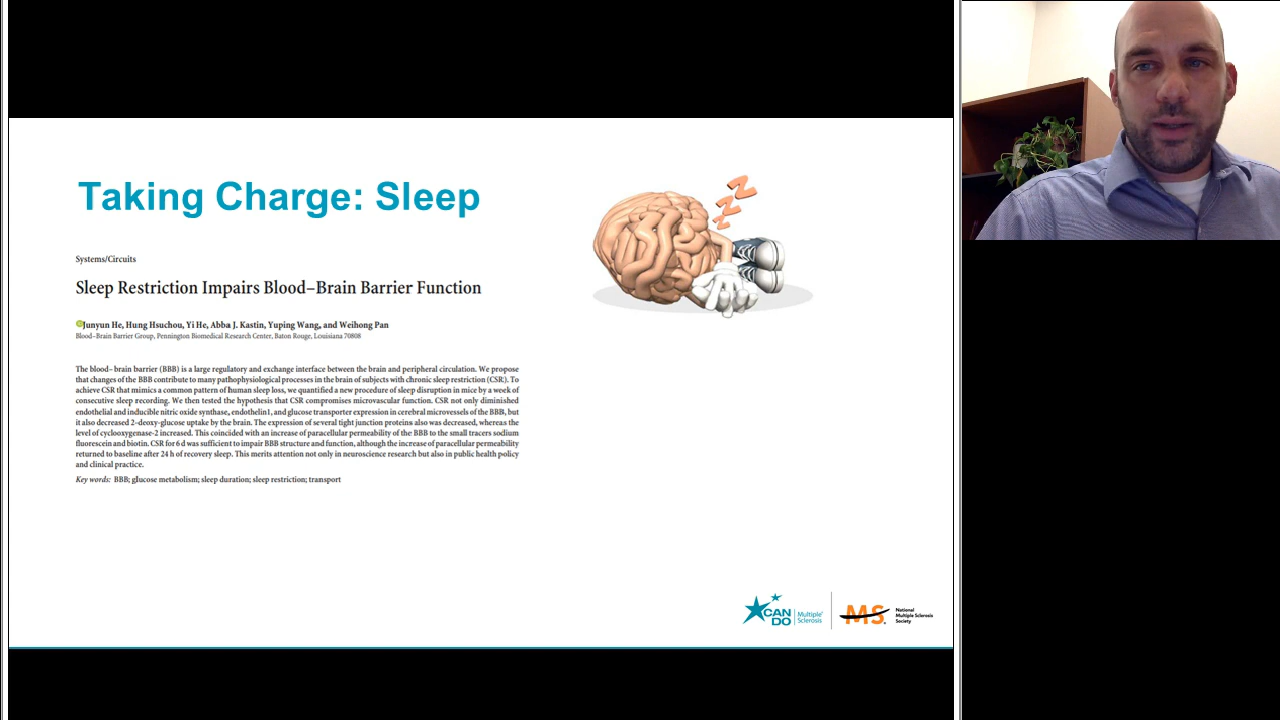 Taking Charge: Sleep
Z
Z
Z
Systems/Circuits
Sleep Restriction Impairs Blood–Brain Barrier Function
Junyun He, Hung Hsuchou, Yi He, Abba J. Kastin, Yuping Wang, and Weihong Pan
Blood–Brain Barrier Group, Pennington Biomedical Research Center, Baton Rouge, Louisiana 70808
The blood– brain barrier (BBB) is a large regulatory and exchange interface between the brain and peripheral circulation. We propose
that changes of the BBB contribute to many pathophysiological processes in the brain of subjects with chronic sleep restriction (CSR). To
achieve CSR that mimics a common pattern of human sleep loss, we quantified a new procedure of sleep disruption in mice by a week of
consecutive sleep recording. We then tested the hypothesis that CSR compromises microvascular function. CSR not only diminished
endothelial and inducible nitric oxide synthase, endothelin1, and glucose transporter expression in cerebral microvessels of the BBB, but
it also decreased 2-deoxy-glucose uptake by the brain. The expression of several tight junction proteins also was decreased, whereas the
level of cyclooxygenase-2 increased. This coincided with an increase of paracellular permeability of the BBB to the small tracers sodium
fluorescein and biotin. CSR for 6 d was sufficient to impair BBB structure and function, although the increase of paracellular permeability
returned to baseline after 24 h of recovery sleep. This merits attention not only in neuroscience research but also in public health policy
and clinical practice.
Key words: BBB; glucose metabolism; sleep duration; sleep restriction; transport
CAN DO
Multiple
Sclerosis
MS
National
Multiple Sclerosis
Society